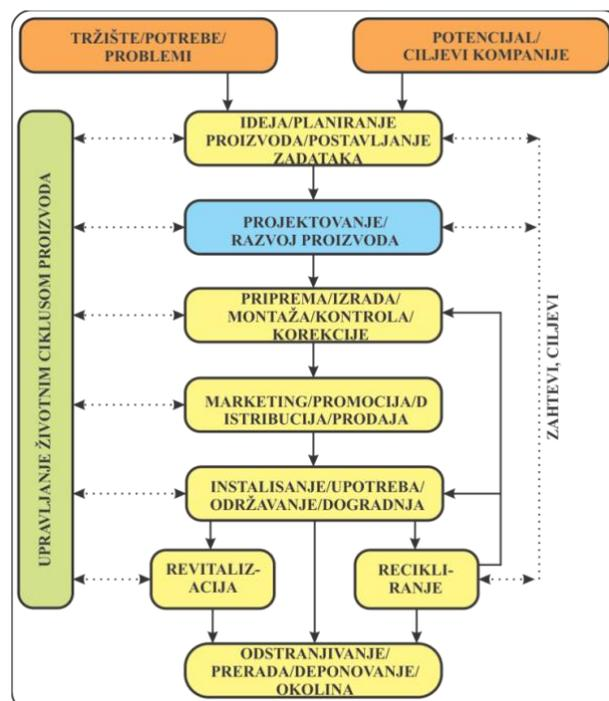 TRŽIŠTE/POTREBE/
PROBLEMI
POTENCIJAL/
CILJEVI KOMPANIJE
IDEJA/PLANIRANJE
PROIZVODA/POSTAVLJANJE
ZADATAKA
PROJEKTOVANJE/
RAZVOJ PROIZVODA
PRIPREMA/IZRADA/
MONTAŽA/KONTROLA/
KOREKCIJE
MARKETING/PROMOCIJA/D
ISTRIBUCIJA/PRODAJA
INSTALISANJE/UPOTREBA/
ODRŽAVANJE/DOGRADNJA
REVITALIZ-
ACIJA
RECIKLI-
RANJE
ODSTRANJIVANJE/
PRERADA/DEPONOVANJE/
OKOLINA
UPRAVLJANJE ŽIVOTNIM CIKLUSOM PROIZVODA
ZAHTEVI, CILJEVI